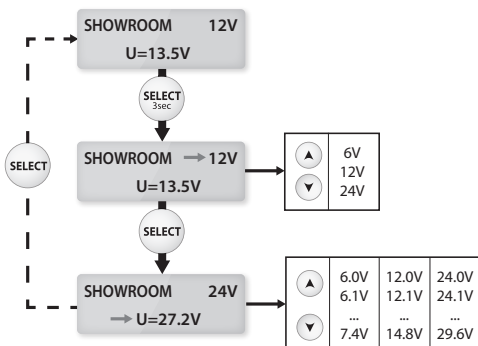 SHOWROOM 12V
U=13.5V
SELECT
3sec
SELECT
SHOWROOM → 12V
U=13.5V
6V
12V
24V
SELECT
SHOWROOM 24V
→ U=27.2V
6.0V 12.0V 24.0V
6.1V 12.1V 24.1V
... ... ...
7.4V 14.8V 29.6V